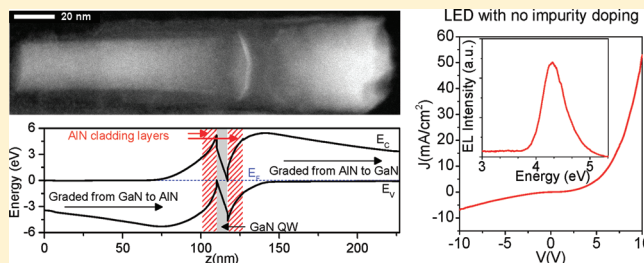 20 nm
AlN cladding layers
E_C
Graded from AlN to GaN
E_F
Graded from GaN to AlN
E_V
GaN QW
Energy (eV)
6
3
0
-3
-6
0
50
100
150
200
z(nm)
LED with no impurity doping
J(mA/cm²)
60
50
40
30
20
10
0
-10
-10
-5
0
5
10
V(V)
EL Intensity (a.u.)
3
4
5
Energy (eV)